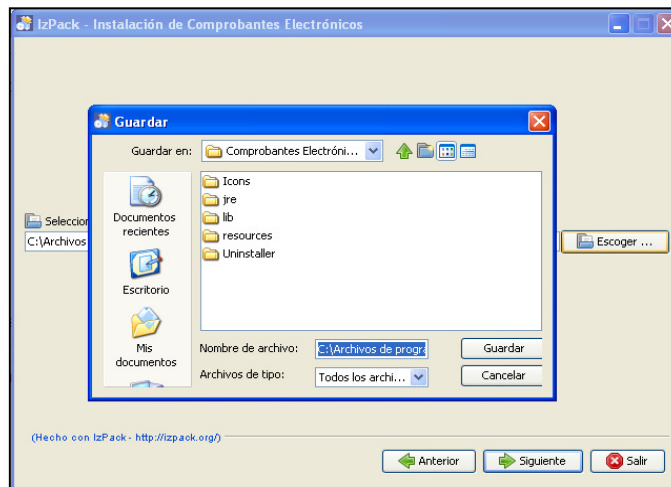 IzPack - Instalación de Comprobantes Electrónicos
Guardar
Guardar en:
Comprobantes Electróni...
Documentos
recientes
Escritorio
Mis
documentos
Icons
jre
lib
resources
Uninstaller
Seleccion
C:\Archivos
Escoger ...
Nombre de archivo:
C:\Archivos de progra
Guardar
Archivos de tipo:
Todos los archi...
Cancelar
(Hecho con IzPack - http://izpack.org/)
Anterior
Siguiente
Salir